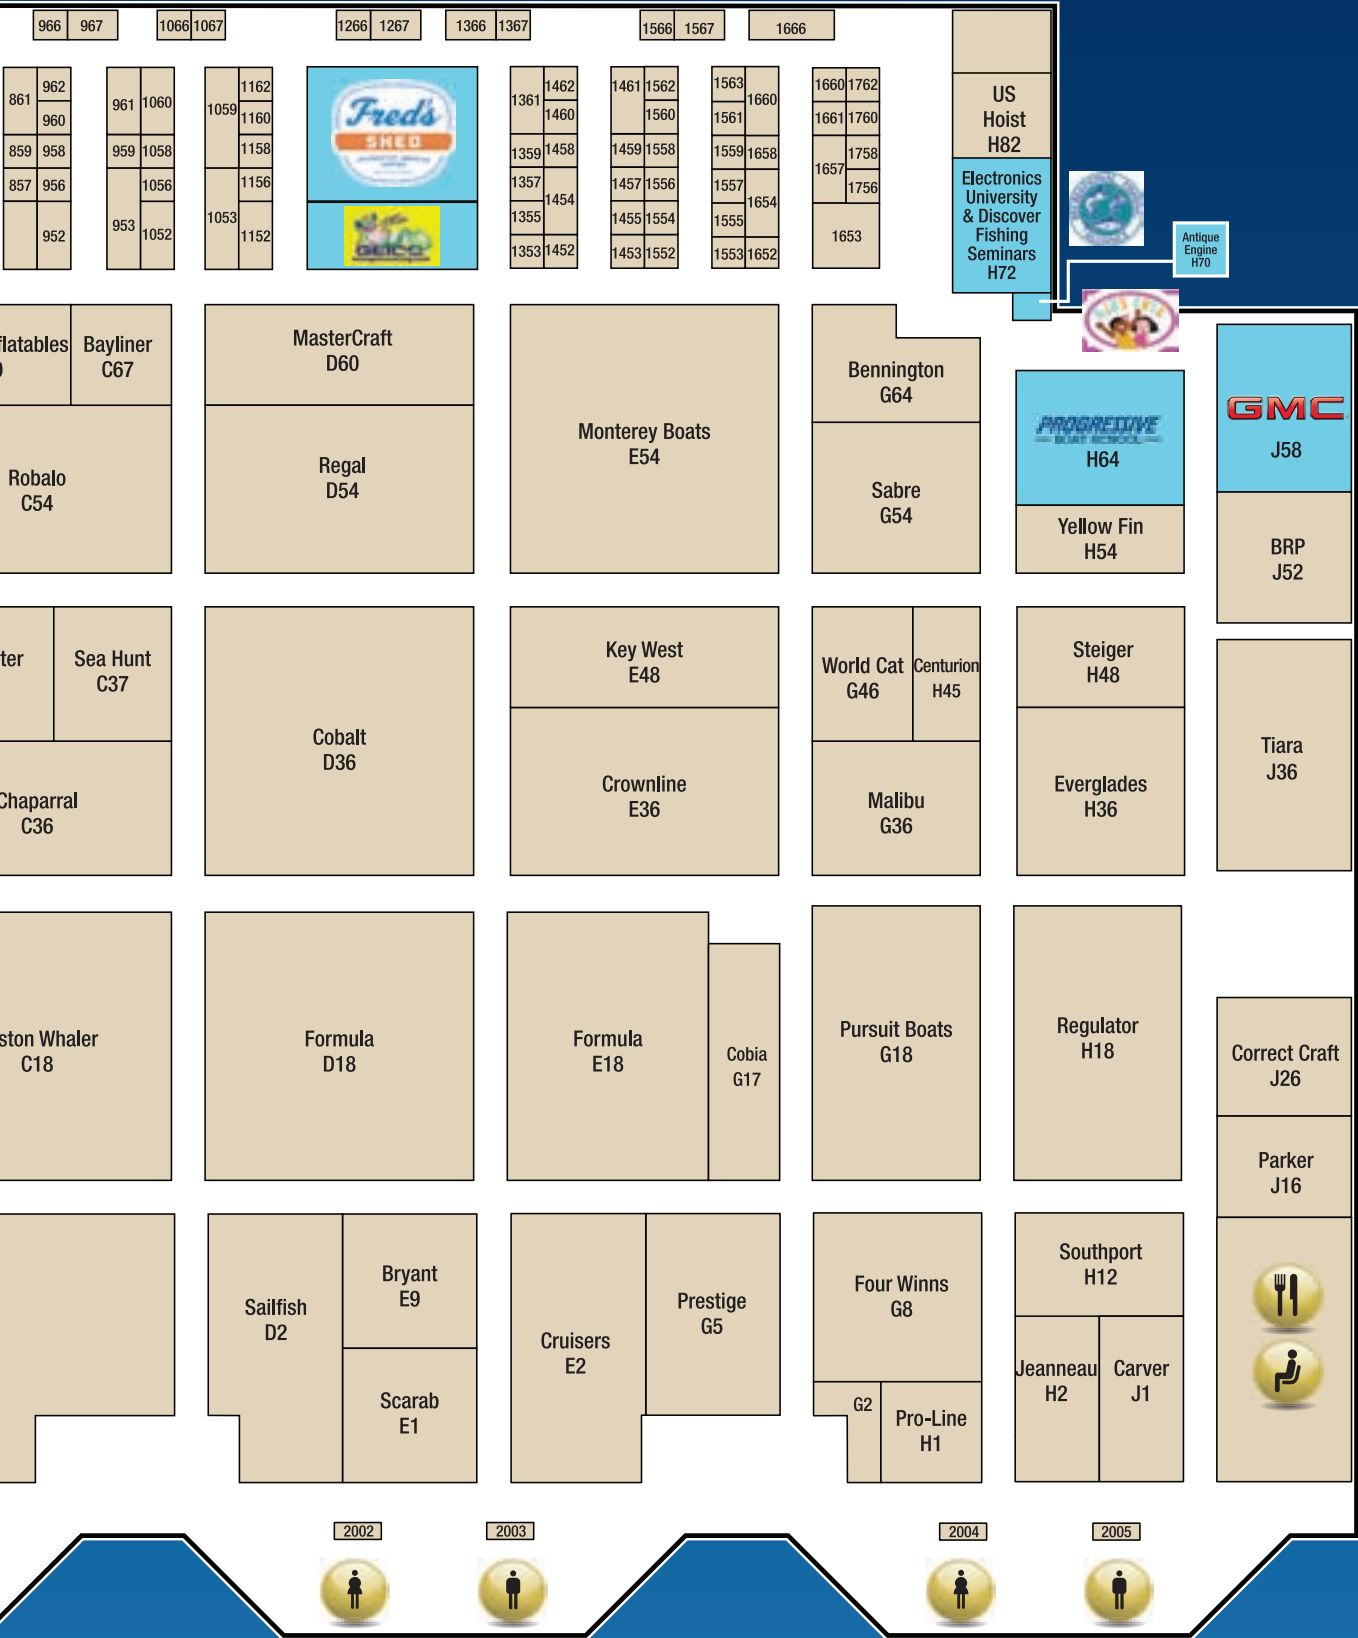 966 967 1066 1067 1266 1267 1366 1367 1566 1567 1666
861 962 960 961 1060 1059 1162 1160
Fred's
SHED
1361 1462 1460 1461 1562 1560 1563 1561 1660 1660 1762 1661 1760
US
Hoist
H82
859 958 959 1058 1158 1359 1458 1459 1558 1559 1658 1657 1758 1756
857 956 1056 1156 1357 1454 1457 1556 1557 1654
952 953 1052 1053 1152
GEICO
1355 1455 1554 1555 1653
1353 1452 1453 1552 1553 1652
Electronics
University
& Discover
Fishing
Seminars
H72
Antique
Engine
H70
flatables
Bayliner
C67
MasterCraft
D60
Monterey Boats
E54
Bennington
G64
PROGRESSIVE
BOAT SCHOOL
H64
GMC
J58
Robalo
C54
Regal
D54
Sabre
G54
Yellow Fin
H54
BRP
J52
ter
Sea Hunt
C37
Cobalt
D36
Key West
E48
World Cat
G46
Centurion
H45
Steiger
H48
Tiara
J36
Chaparral
C36
Crownline
E36
Malibu
G36
Everglades
H36
ston Whaler
C18
Formula
D18
Formula
E18
Cobia
G17
Pursuit Boats
G18
Regulator
H18
Correct Craft
J26
Parker
J16
Sailfish
D2
Bryant
E9
Scarab
E1
Cruisers
E2
Prestige
G5
Four Winns
G8
G2
Pro-Line
H1
Southport
H12
Jeanneau
H2
Carver
J1
2002 2003 2004 2005